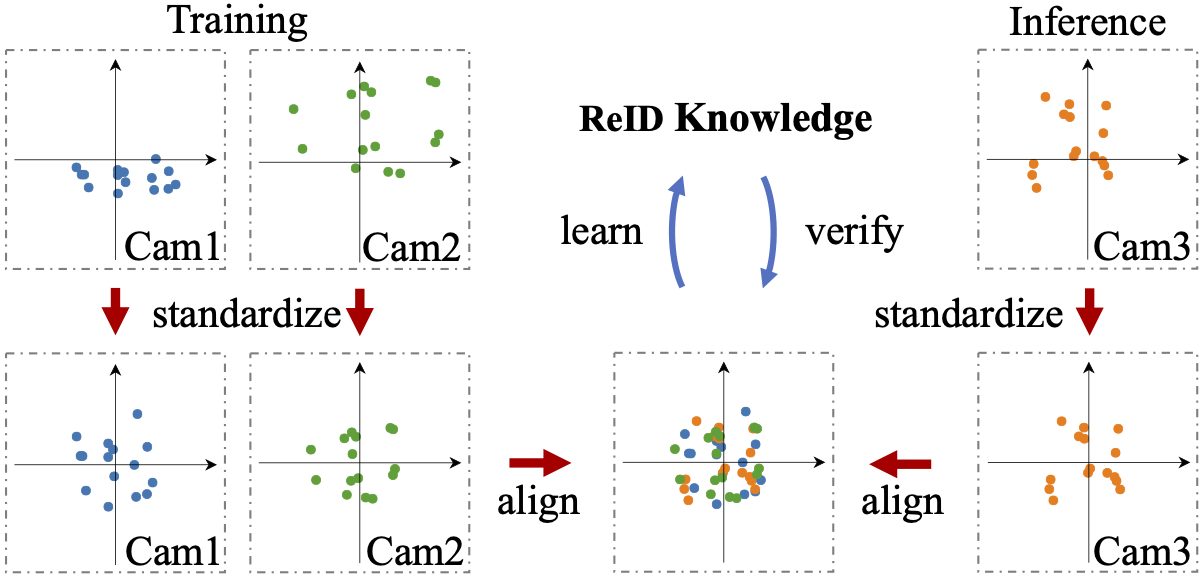 Training
Inference
Cam1
Cam2
ReID Knowledge
learn
verify
Cam3
standardize
standardize
Cam1
Cam2
align
align
Cam3